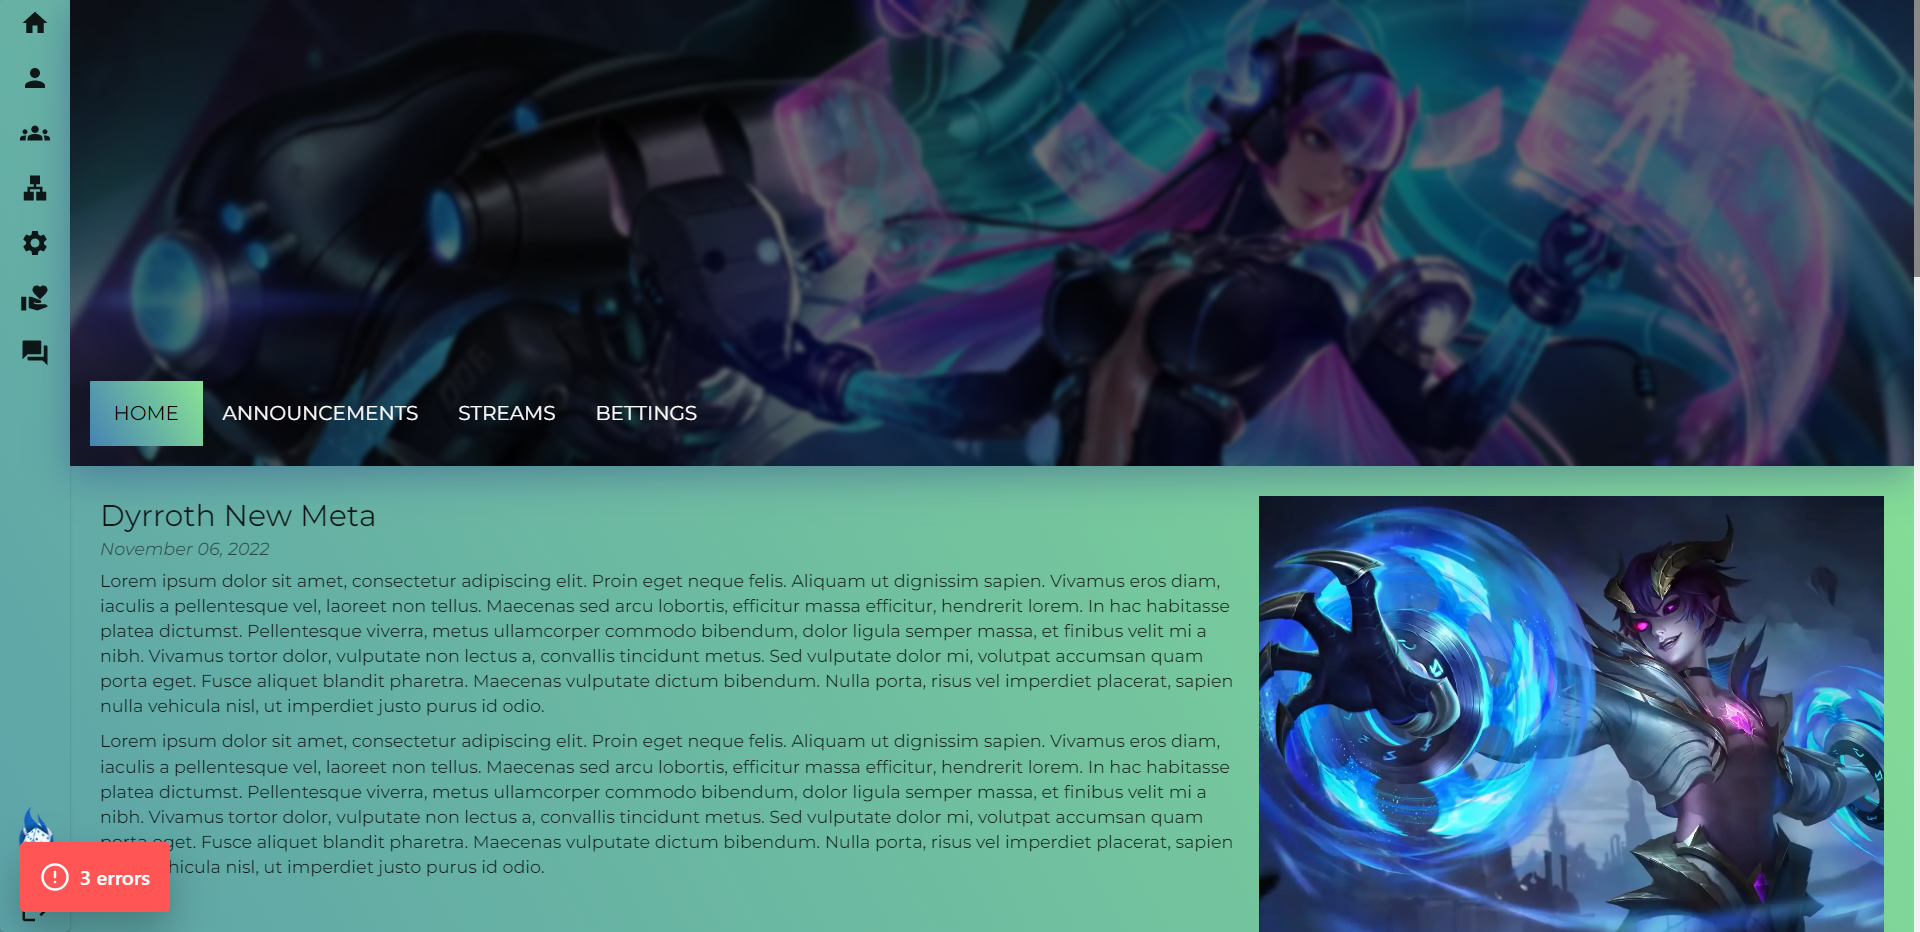 HOME ANNOUNCEMENTS STREAMS BETTINGS
Dyrroth New Meta
November 06, 2022
Lorem ipsum dolor sit amet, consectetur adipiscing elit. Proin eget neque felis. Aliquam ut dignissim sapien. Vivamus eros diam,
iaculis a pellentesque vel, laoreet non tellus. Maecenas sed arcu lobortis, efficitur massa efficitur, hendrerit lorem. In hac habitasse
platea dictumst. Pellentesque viverra, metus ullamcorper commodo bibendum, dolor ligula semper massa, et finibus velit mi a
nibh. Vivamus tortor dolor, vulputate non lectus a, convallis tincidunt metus. Sed vulputate dolor mi, volutpat accumsan quam
porta eget. Fusce aliquet blandit pharetra. Maecenas vulputate dictum bibendum. Nulla porta, risus vel imperdiet placerat, sapien
nulla vehicula nisl, ut imperdiet justo purus id odio.
Lorem ipsum dolor sit amet, consectetur adipiscing elit. Proin eget neque felis. Aliquam ut dignissim sapien. Vivamus eros diam,
iaculis a pellentesque vel, laoreet non tellus. Maecenas sed arcu lobortis, efficitur massa efficitur, hendrerit lorem. In hac habitasse
platea dictumst. Pellentesque viverra, metus ullamcorper commodo bibendum, dolor ligula semper massa, et finibus velit mi a
nibh. Vivamus tortor dolor, vulputate non lectus a, convallis tincidunt metus. Sed vulputate dolor mi, volutpat accumsan quam
porta eget. Fusce aliquet blandit pharetra. Maecenas vulputate dictum bibendum. Nulla porta, risus vel imperdiet placerat, sapien
hicula nisl, ut imperdiet justo purus id odio.
3 errors